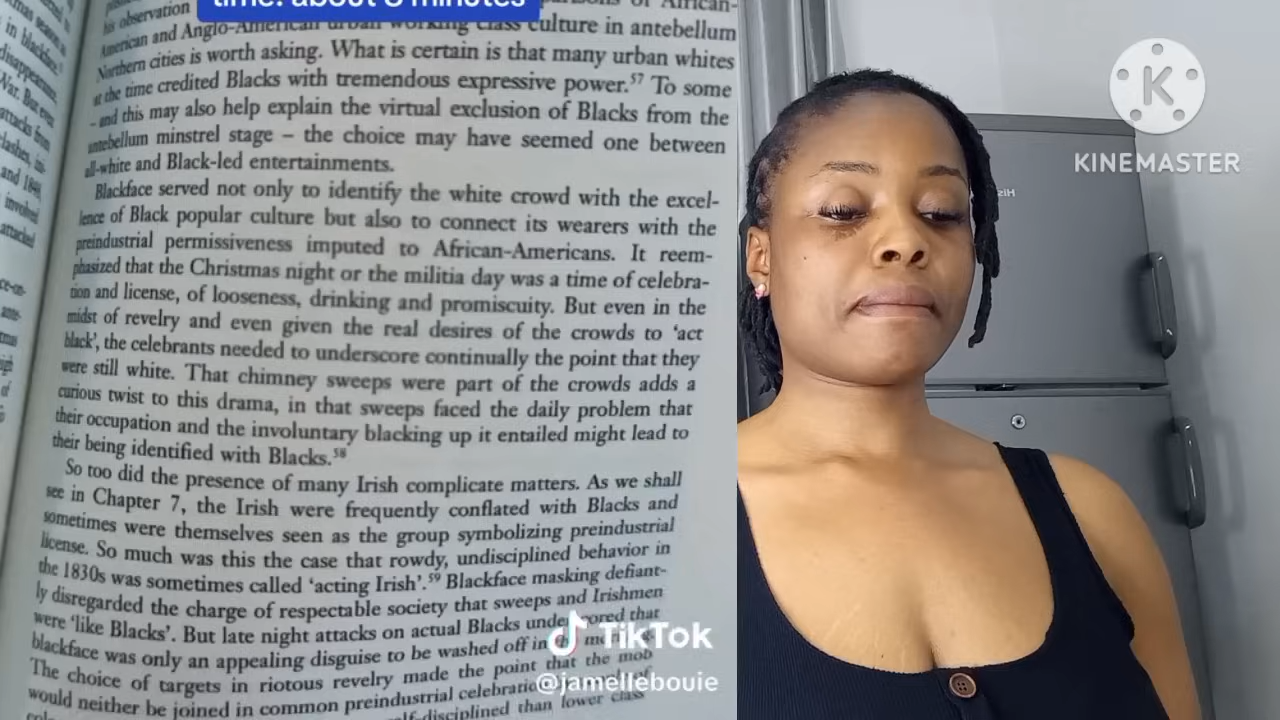 time: about 8 minutes
his observation
of African-
American and Anglo-American urban working class culture in antebellum
Northern cities is worth asking. What is certain is that many urban whites
at the time credited Blacks with tremendous expressive power.57 To some
– and this may also help explain the virtual exclusion of Blacks from the
antebellum minstrel stage – the choice may have seemed one between
all-white and Black-led entertainments.
Blackface served not only to identify the white crowd with the excel-
lence of Black popular culture but also to connect its wearers with the
preindustrial permissiveness imputed to African-Americans. It reem-
phasized that the Christmas night or the militia day was a time of celebra-
tion and license, of looseness, drinking and promiscuity. But even in the
midst of revelry and even given the real desires of the crowds to ‘act
black’, the celebrants needed to underscore continually the point that they
were still white. That chimney sweeps were part of the crowds adds a
curious twist to this drama, in that sweeps faced the daily problem that
their occupation and the involuntary blacking up it entailed might lead to
their being identified with Blacks.58
So too did the presence of many Irish complicate matters. As we shall
see in Chapter 7, the Irish were frequently conflated with Blacks and
sometimes were themselves seen as the group symbolizing preindustrial
license. So much was this the case that rowdy, undisciplined behavior in
the 1830s was sometimes called ‘acting Irish’.59 Blackface masking defiant-
ly disregarded the charge of respectable society that sweeps and Irishmen
were ‘like Blacks’. But late night attacks on actual Blacks underscored that
blackface was only an appealing disguise to be washed off in the
The choice of targets in riotous revelry made the point that the mob
would neither be joined in common preindustrial celebration
self-disciplined than lower class
TikTok
@jamellebouie
K
KINEMASTER